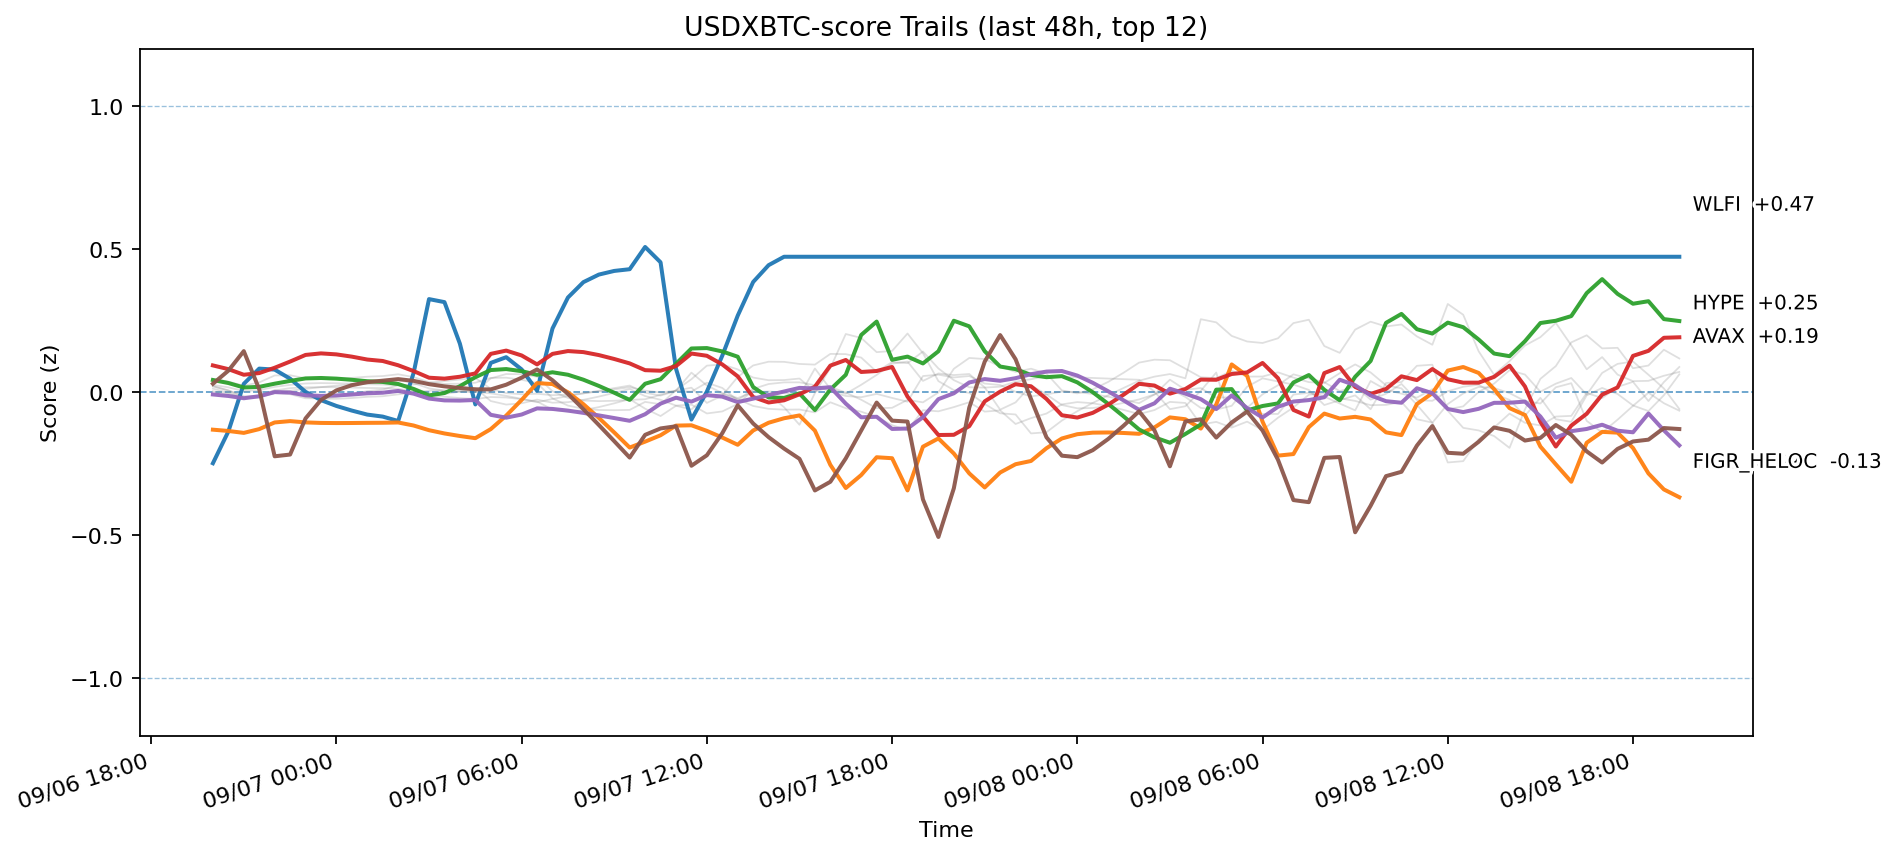 USDXBTC-score Trails (last 48h, top 12)
Score (z)
1.0
0.5
0.0
−0.5
−1.0
WLFI +0.47
HYPE +0.25
AVAX +0.19
FIGR_HELOC -0.13
09/06 18:00
09/07 00:00
09/07 06:00
09/07 12:00
09/07 18:00
09/08 00:00
09/08 06:00
09/08 12:00
09/08 18:00
Time